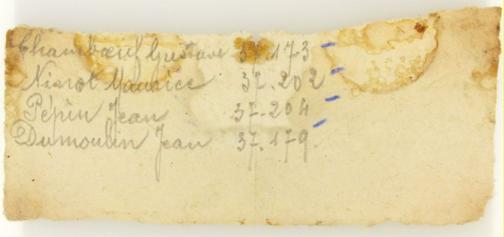 Chambœuf Gustave 37.173
Niarot Maurice 37.202
Pépin Jean 37.204
Dumoulin Jean 37.179